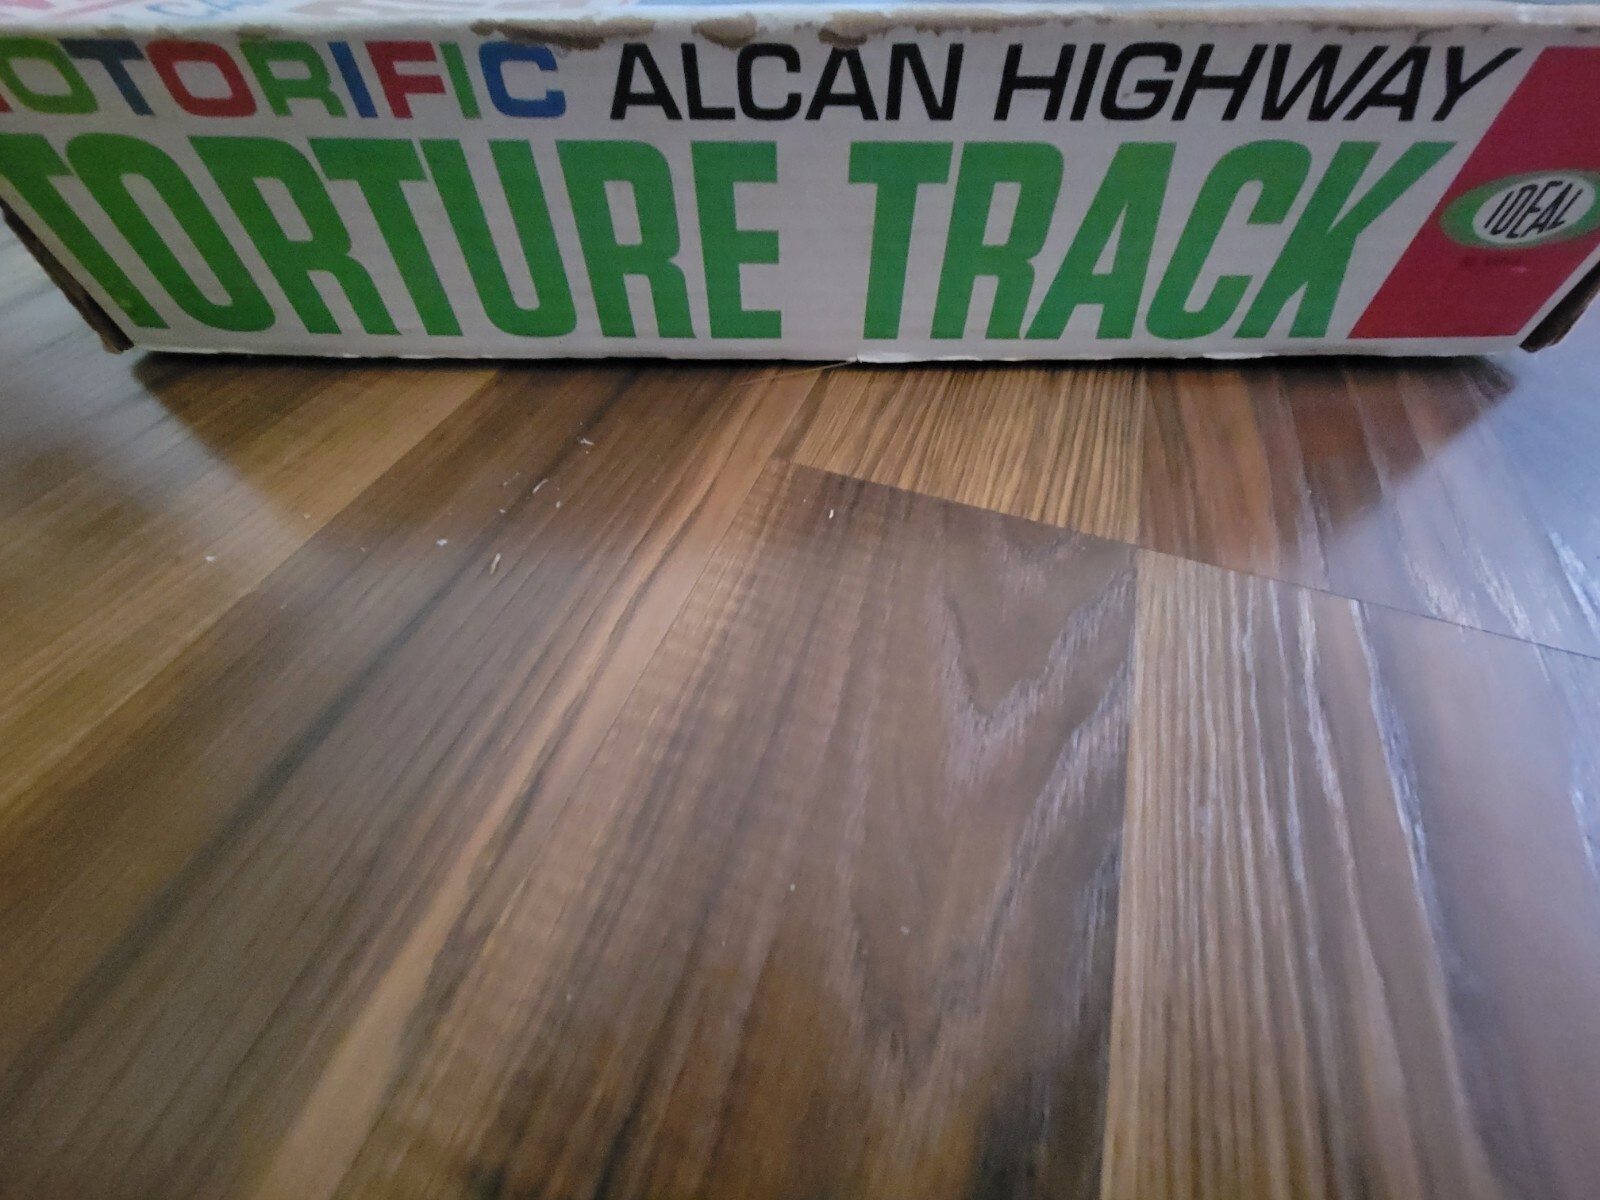 OTORIFIC ALCAN HIGHWAY
TORTURE TRACK
IDEAL